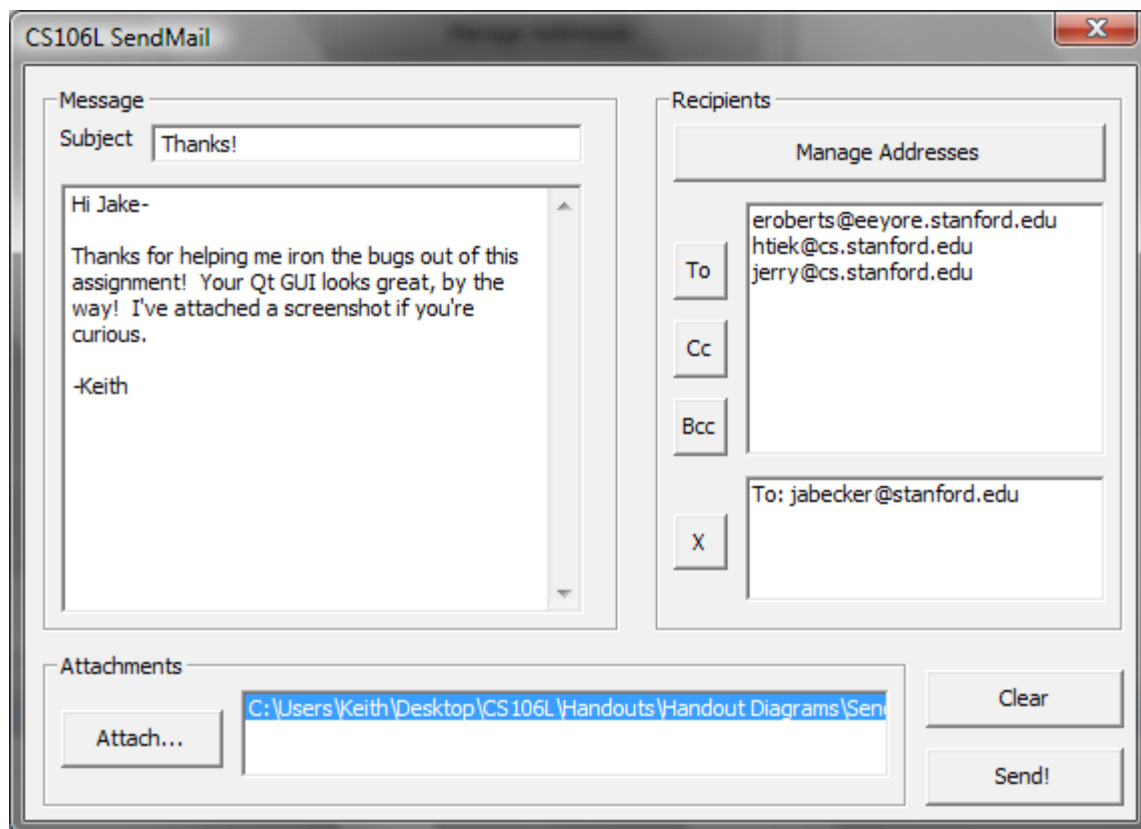 CS106L SendMail
Message
Subject
Thanks!
Hi Jake-
Thanks for helping me iron the bugs out of this
assignment!  Your Qt GUI looks great, by the
way!  I've attached a screenshot if you're
curious.
-Keith
Recipients
Manage Addresses
To
Cc
Bcc
eroberts@eeyore.stanford.edu
htiek@cs.stanford.edu
jerry@cs.stanford.edu
X
To: jabecker@stanford.edu
Attachments
Attach...
C:\Users\Keith\Desktop\CS106L\Handouts\Handout Diagrams\Sen
Clear
Send!